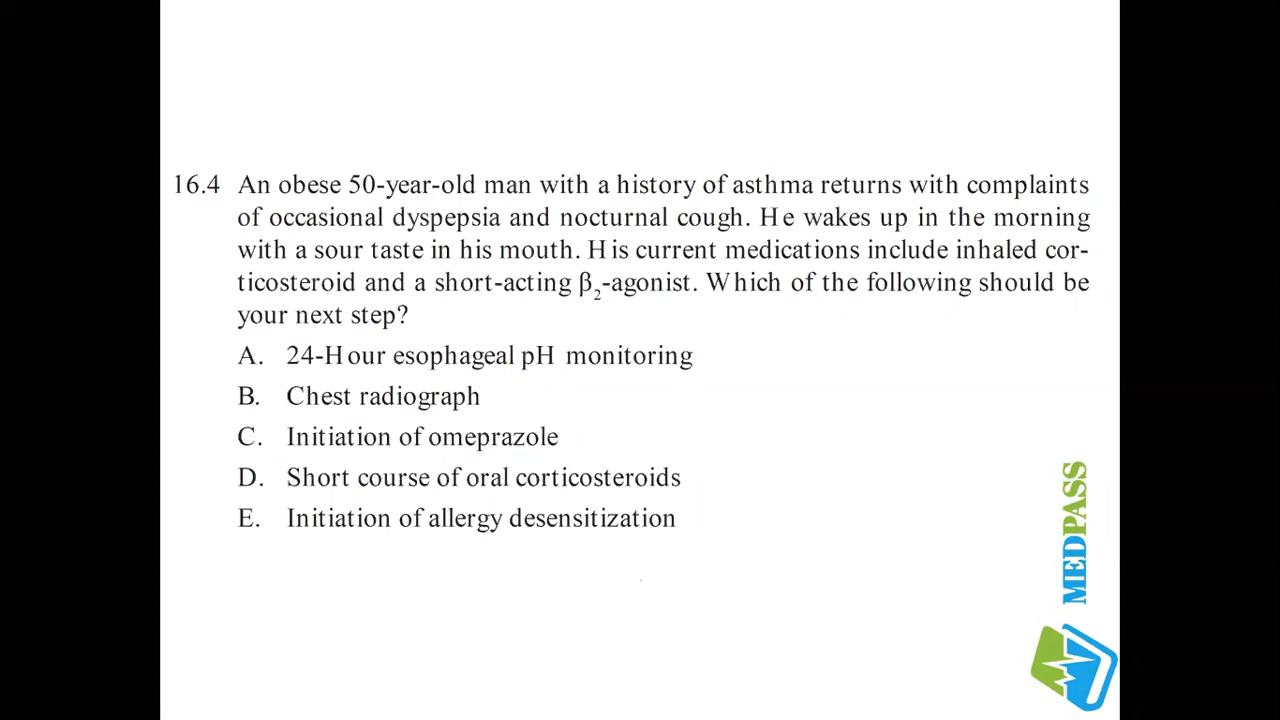 16.4 An obese 50-year-old man with a history of asthma returns with complaints
of occasional dyspepsia and nocturnal cough. He wakes up in the morning
with a sour taste in his mouth. His current medications include inhaled cor-
ticosteroid and a short-acting β₂-agonist. Which of the following should be
your next step?
A. 24-Hour esophageal pH monitoring
B. Chest radiograph
C. Initiation of omeprazole
D. Short course of oral corticosteroids
E. Initiation of allergy desensitization
MEDPASS